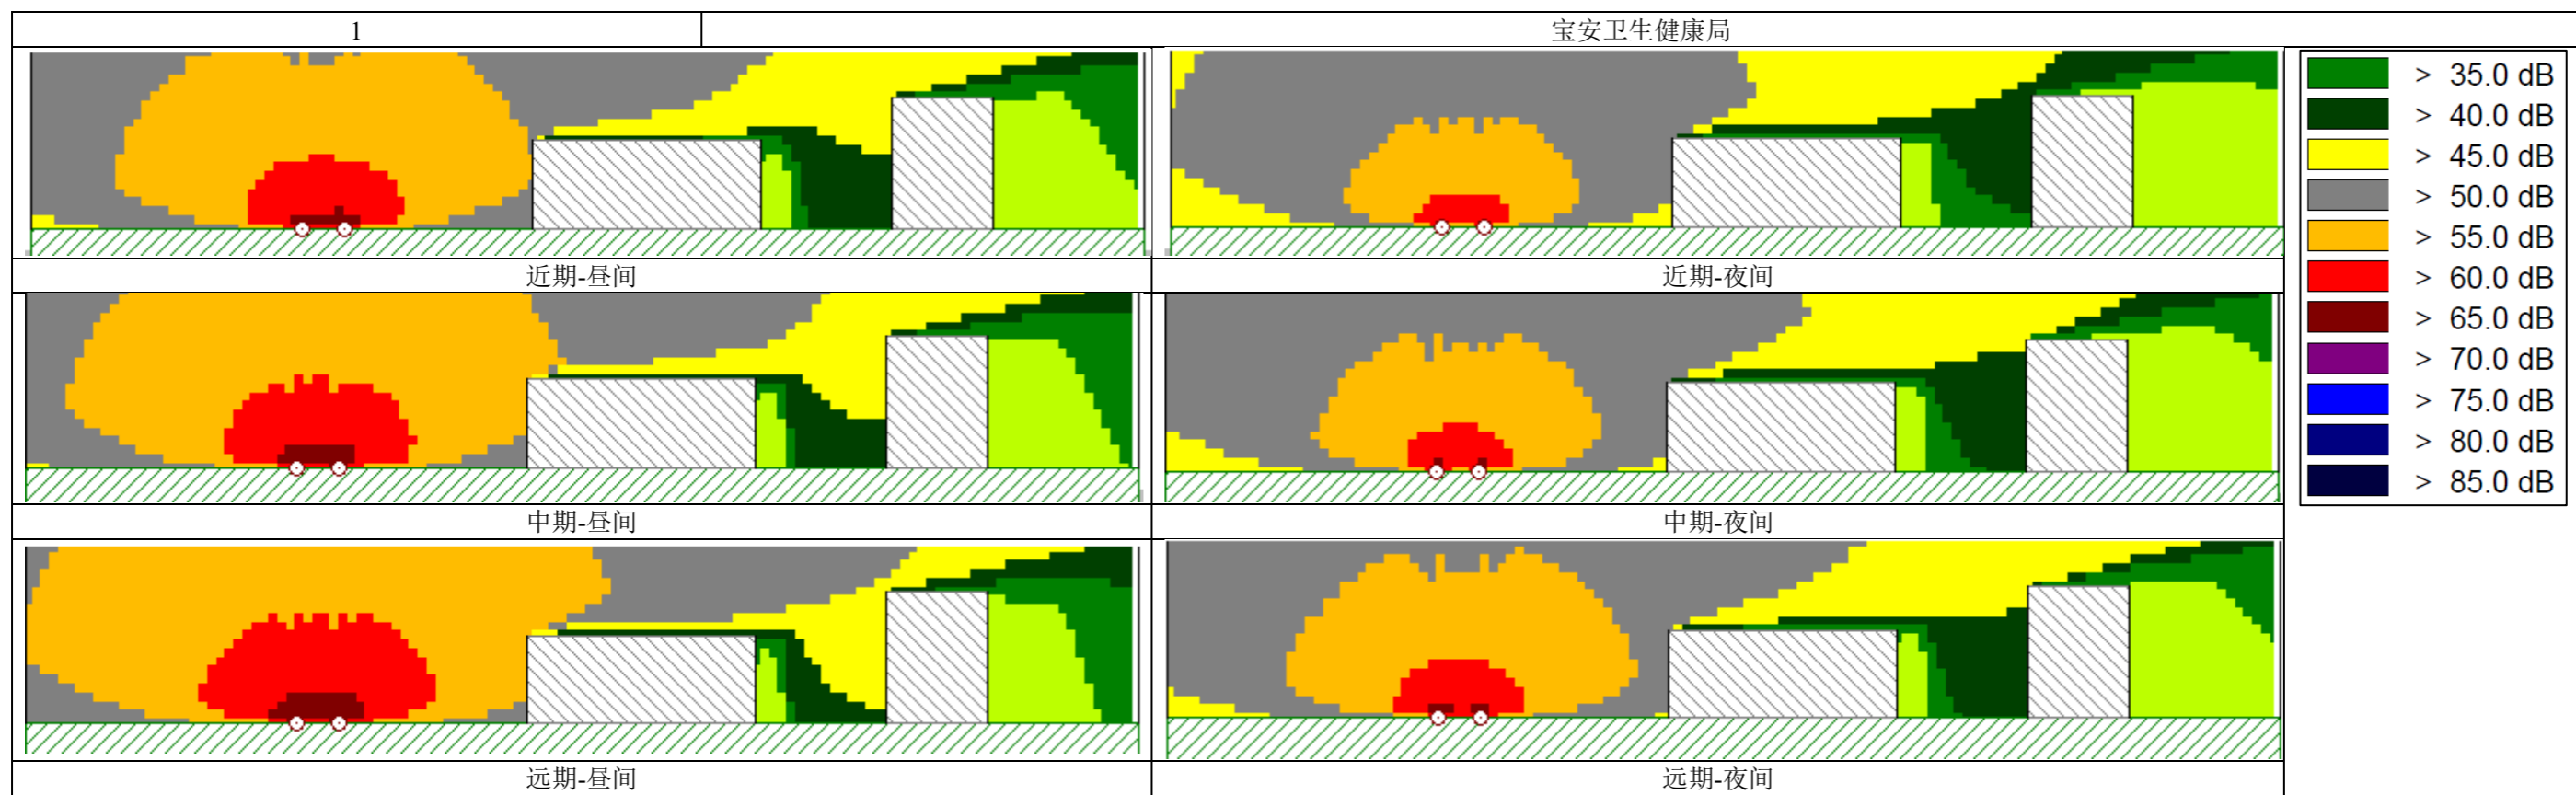 1
宝安卫生健康局
> 35.0 dB
> 40.0 dB
> 45.0 dB
> 50.0 dB
> 55.0 dB
> 60.0 dB
> 65.0 dB
> 70.0 dB
> 75.0 dB
> 80.0 dB
> 85.0 dB
近期-昼间
近期-夜间
中期-昼间
中期-夜间
远期-昼间
远期-夜间